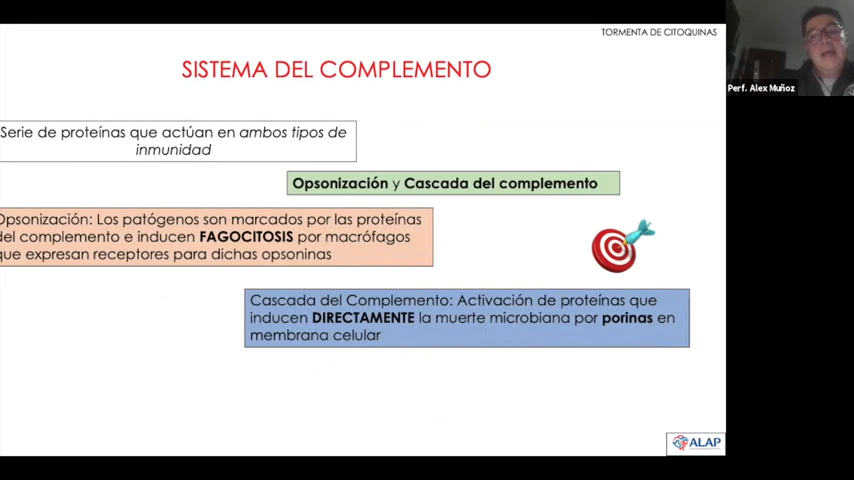 TORMENTA DE CITOQUINAS
SISTEMA DEL COMPLEMENTO
Perf. Alex Muñoz
Serie de proteínas que actúan en ambos tipos de
inmunidad
Opsonización y Cascada del complemento
Opsonización: Los patógenos son marcados por las proteínas
del complemento e inducen FAGOCITOSIS por macrófagos
que expresan receptores para dichas opsoninas
Cascada del Complemento: Activación de proteínas que
inducen DIRECTAMENTE la muerte microbiana por porinas en
membrana celular
ALAP